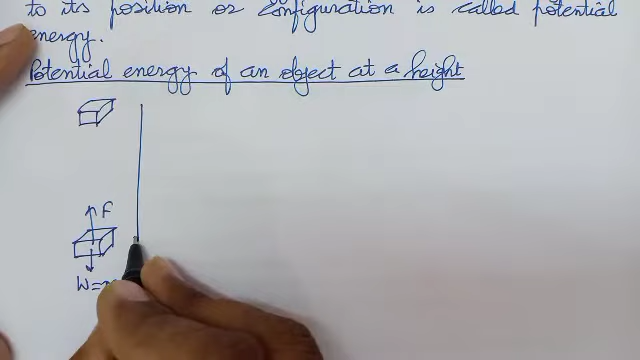 to its position or configuration is called potential
energy.
Potential energy of an object at a height
F
W=m